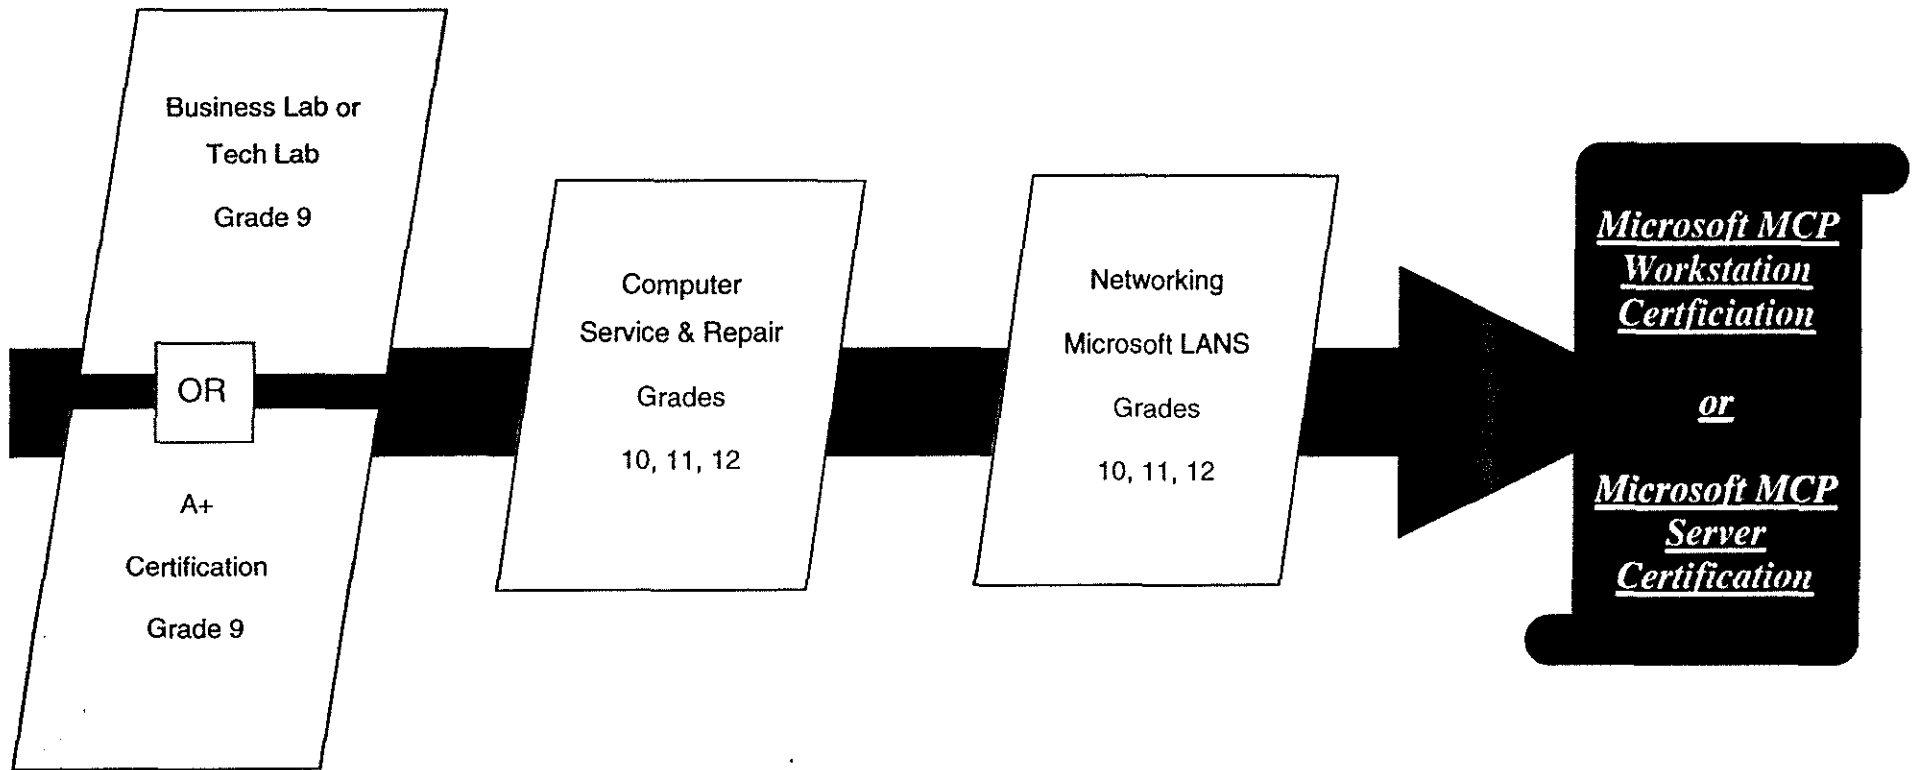 Business Lab or
Tech Lab
Grade 9
OR
A+
Certification
Grade 9
Computer
Service & Repair
Grades
10, 11, 12
Networking
Microsoft LANS
Grades
10, 11, 12
Microsoft MCP
Workstation
Certficiation
or
Microsoft MCP
Server
Certification